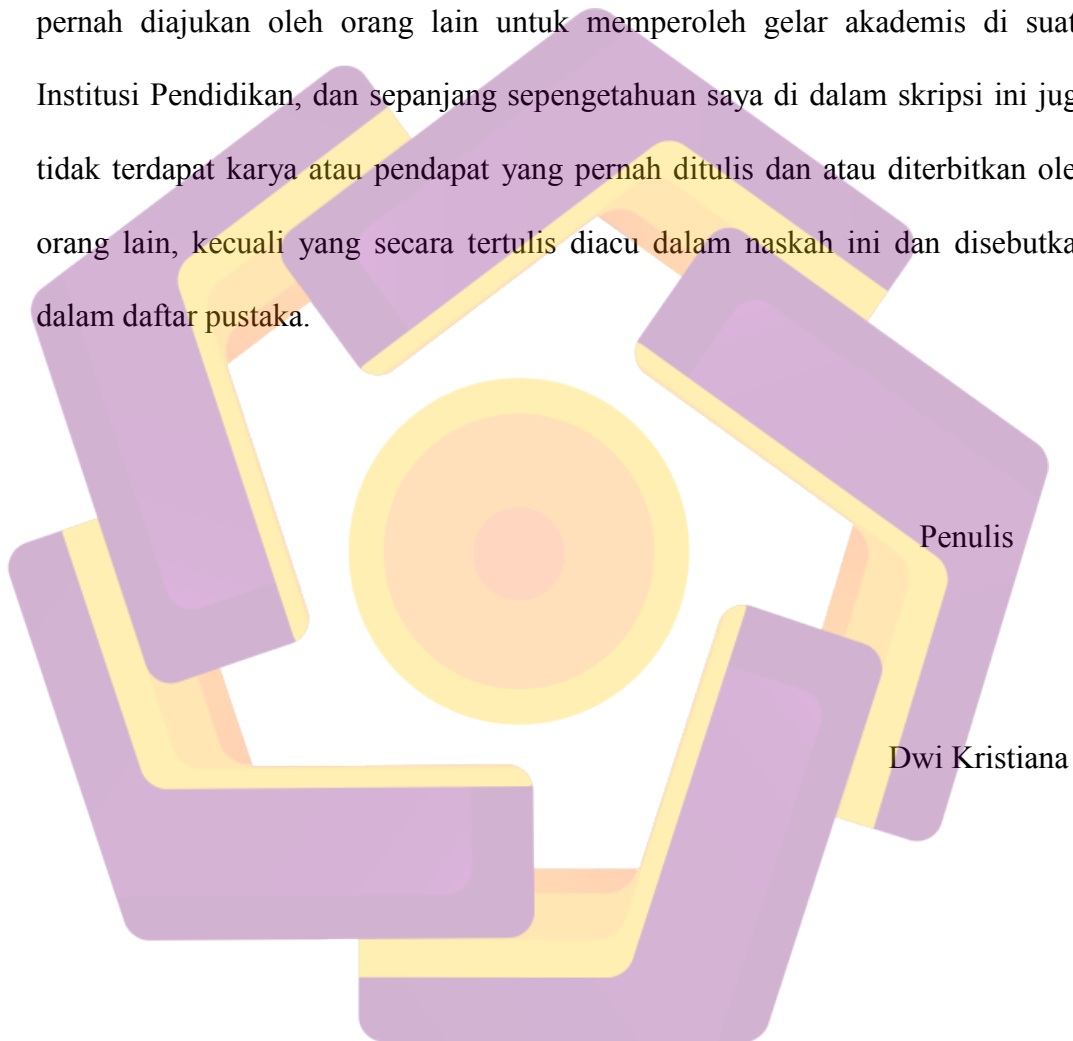 pernah diajukan oleh orang lain untuk memperoleh gelar akademis di suat
Institusi Pendidikan, dan sepanjang sepengetahuan saya di dalam skripsi ini jug
tidak terdapat karya atau pendapat yang pernah ditulis dan atau diterbitkan ole
orang lain, kecuali yang secara tertulis diacu dalam naskah ini dan disebutka
dalam daftar pustaka.
Penulis
Dwi Kristiana